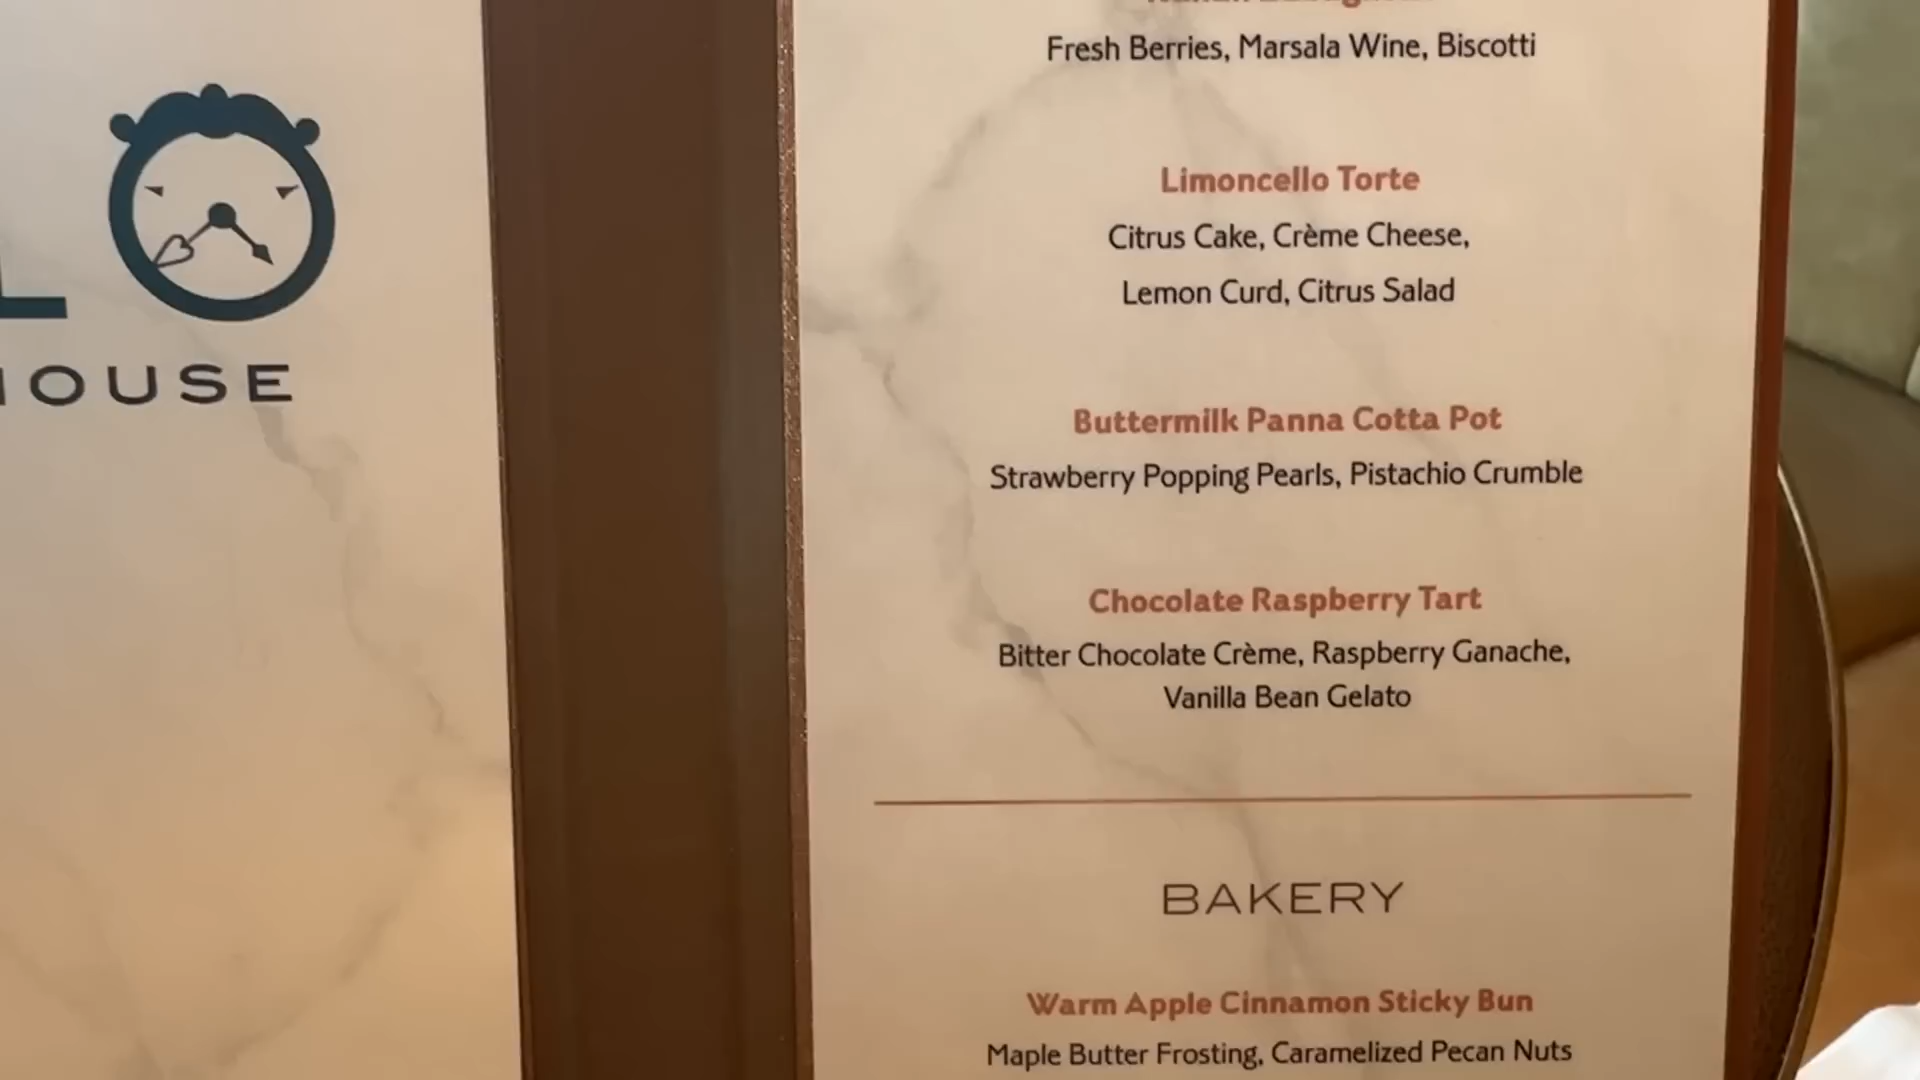 L
HOUSE
Fresh Berries, Marsala Wine, Biscotti
Limoncello Torte
Citrus Cake, Crème Cheese,
Lemon Curd, Citrus Salad
Buttermilk Panna Cotta Pot
Strawberry Popping Pearls, Pistachio Crumble
Chocolate Raspberry Tart
Bitter Chocolate Crème, Raspberry Ganache,
Vanilla Bean Gelato
BAKERY
Warm Apple Cinnamon Sticky Bun
Maple Butter Frosting, Caramelized Pecan Nuts